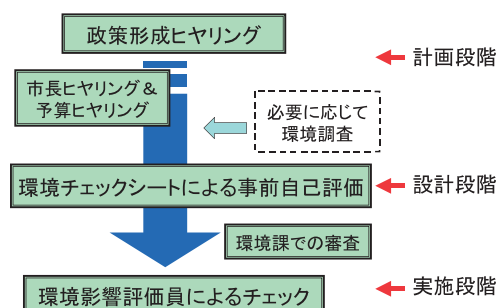 政策形成ヒヤリング
計画段階
市長ヒヤリング＆
予算ヒヤリング
必要に応じて
環境調査
環境チェックシートによる事前自己評価
設計段階
環境課での審査
環境影響評価員によるチェック
実施段階